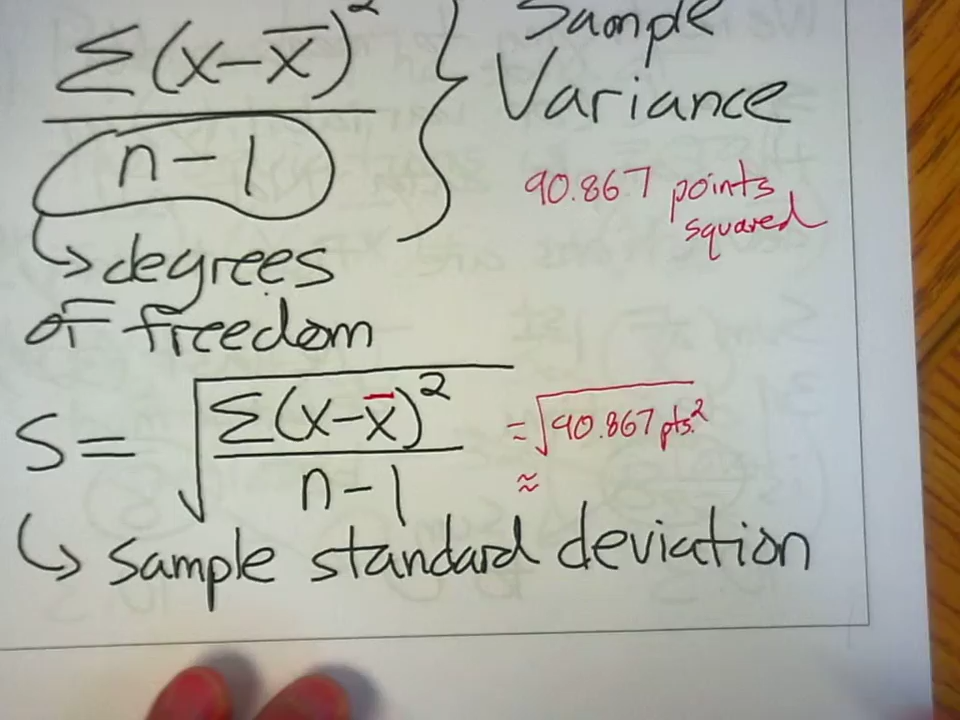 Σ(x-x̄)²
n-1
Sample
Variance
90.867 points
squared
degrees
of freedom
S = √(Σ(x-x̄)²/(n-1)) = √(90.867 pts.²)
≈
Sample standard deviation